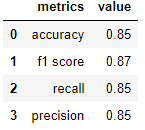 metrics value
0 accuracy 0.85
1 f1 score 0.87
2 recall 0.85
3 precision 0.85